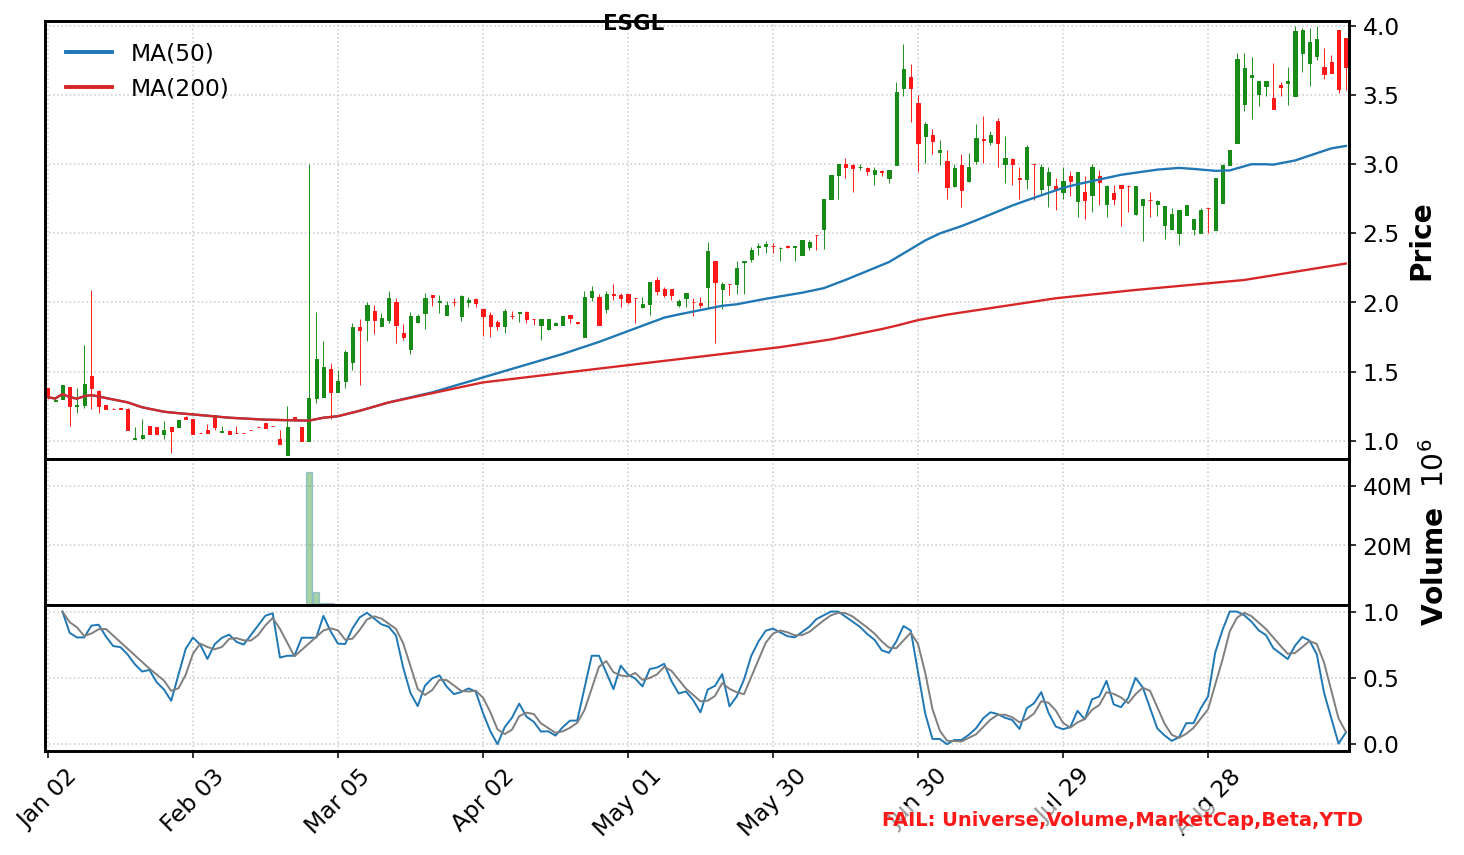 ESGL
MA(50)
MA(200)
4.0
3.5
3.0
2.5
2.0
1.5
1.0
Price
40M
20M
Volume 10⁶
1.0
0.5
0.0
Jan 02
Feb 03
Mar 05
Apr 02
May 01
May 30
Jun 30
Jul 29
Aug 28
FAIL: Universe,Volume,MarketCap,Beta,YTD